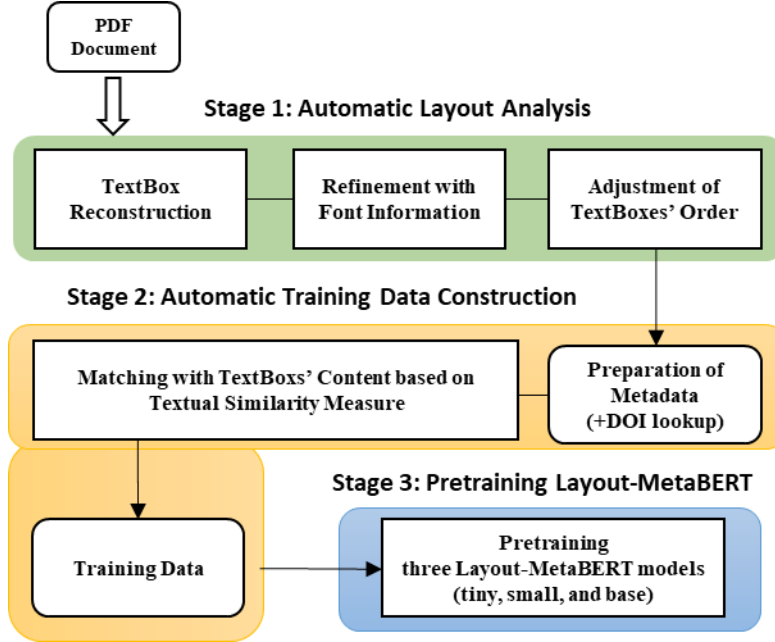 PDF
Document
Stage 1: Automatic Layout Analysis
TextBox
Reconstruction
Refinement with
Font Information
Adjustment of
TextBoxes' Order
Stage 2: Automatic Training Data Construction
Matching with TextBoxs' Content based on
Textual Similarity Measure
Preparation of
Metadata
(+DOI lookup)
Stage 3: Pretraining Layout-MetaBERT
Training Data
Pretraining
three Layout-MetaBERT models
(tiny, small, and base)